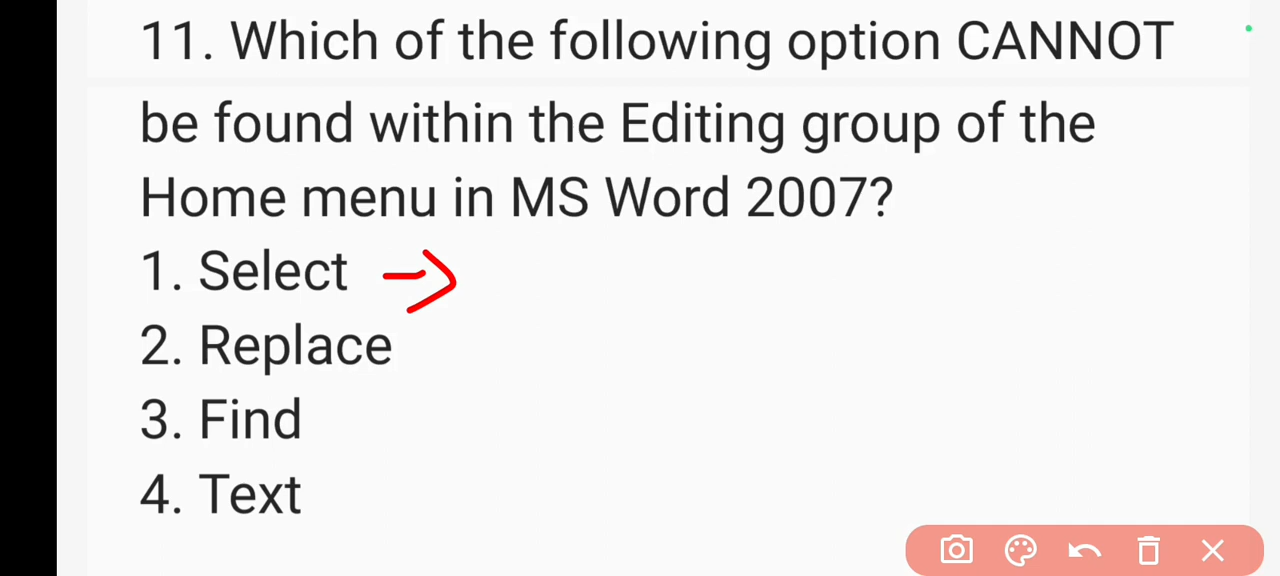 11. Which of the following option CANNOT
be found within the Editing group of the
Home menu in MS Word 2007?
1. Select
2. Replace
3. Find
4. Text